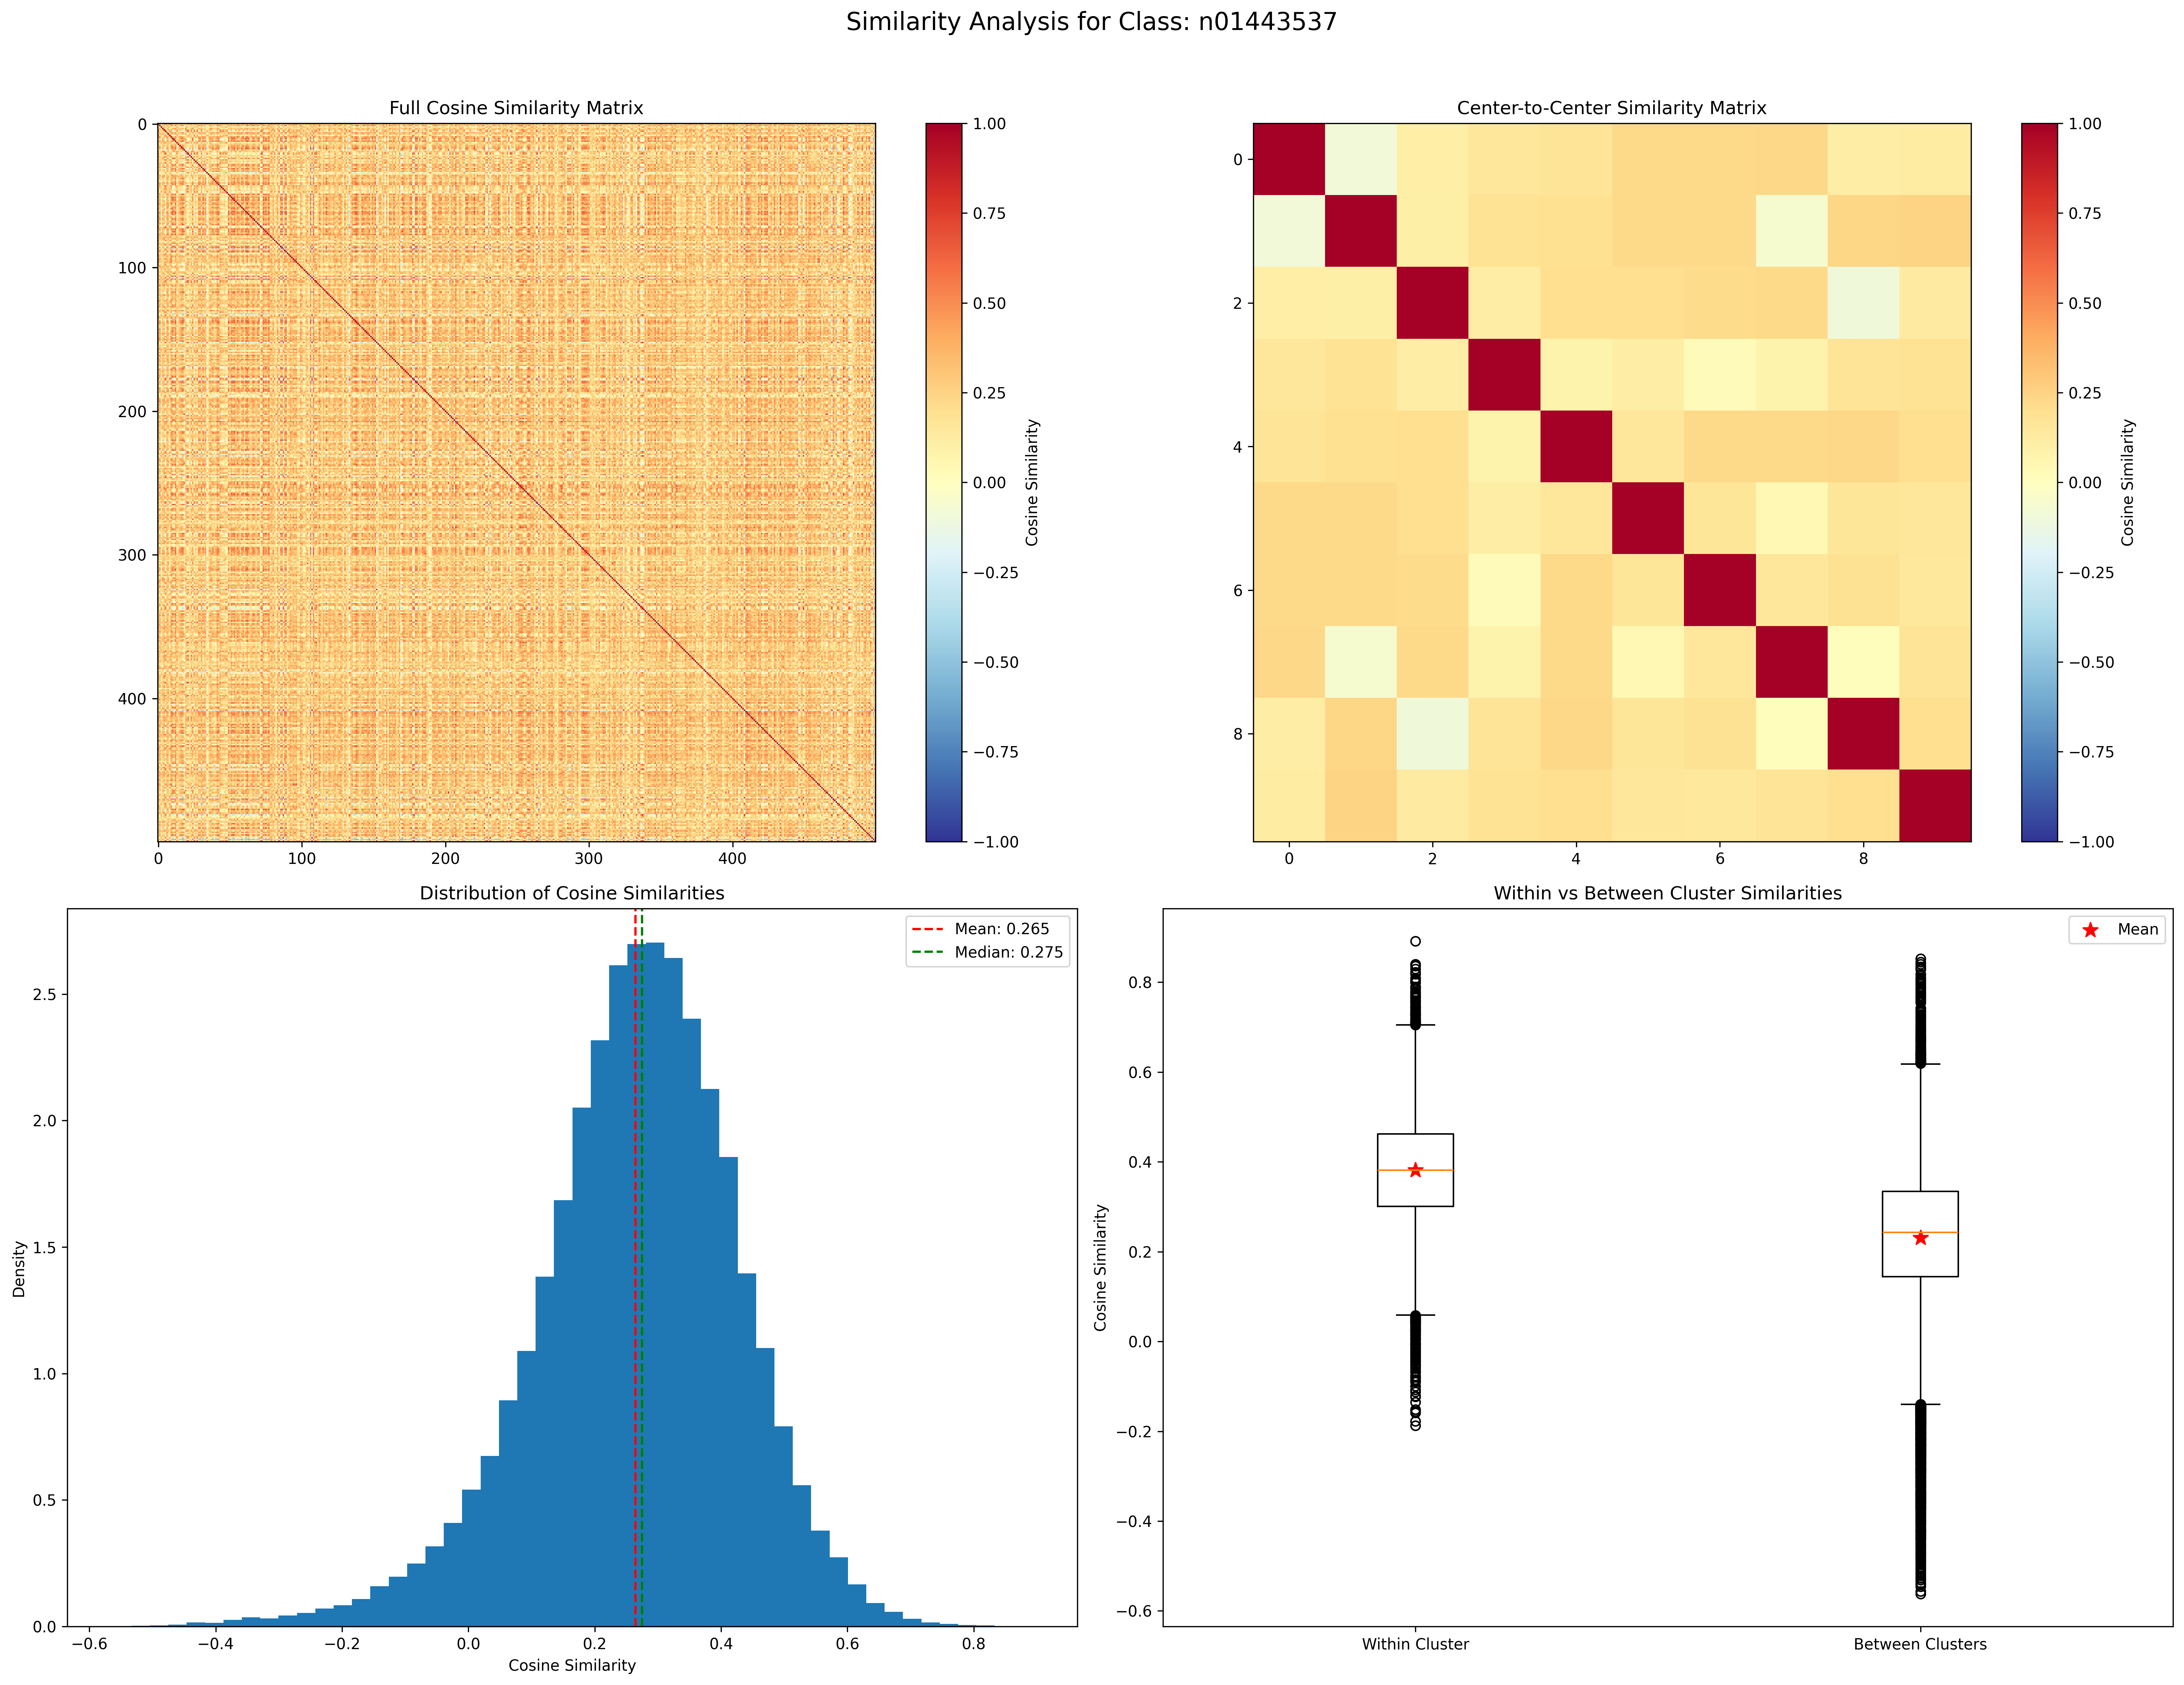 Similarity Analysis for Class: n01443537
Full Cosine Similarity Matrix
0
100
200
300
400
0 100 200 300 400
1.00
0.75
0.50
0.25
0.00
−0.25
−0.50
−0.75
−1.00
Cosine Similarity
Center-to-Center Similarity Matrix
0
2
4
6
8
0 2 4 6 8
1.00
0.75
0.50
0.25
0.00
−0.25
−0.50
−0.75
−1.00
Cosine Similarity
Distribution of Cosine Similarities
Mean: 0.265
Median: 0.275
Density
2.5
2.0
1.5
1.0
0.5
0.0
−0.6 −0.4 −0.2 0.0 0.2 0.4 0.6 0.8
Cosine Similarity
Within vs Between Cluster Similarities
Mean
Cosine Similarity
0.8
0.6
0.4
0.2
0.0
−0.2
−0.4
−0.6
Within Cluster Between Clusters